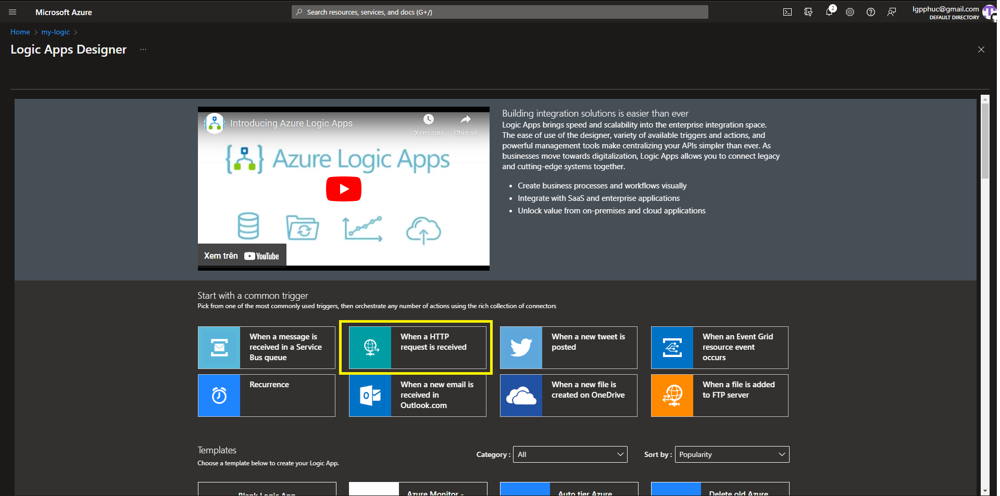 Microsoft Azure
Search resources, services, and docs (G+/)
2
lgpphuc@gmail.com
DEFAULT DIRECTORY
Home
my-logic
Logic Apps Designer
...
Introducing Azure Logic Apps
Xem sau
Chia sẻ
Azure Logic Apps
Xem trên YouTube
Building integration solutions is easier than ever
Logic Apps brings speed and scalability into the enterprise integration space.
The ease of use of the designer, variety of available triggers and actions, and
powerful management tools make centralizing your APIs simpler than ever. As
businesses move towards digitalization, Logic Apps allows you to connect legacy
and cutting-edge systems together.
• Create business processes and workflows visually
• Integrate with SaaS and enterprise applications
• Unlock value from on-premises and cloud applications
Start with a common trigger
Pick from one of the most commonly used triggers, then orchestrate any number of actions using the rich collection of connectors
When a message is
received in a Service
Bus queue
When a HTTP
request is received
When a new tweet is
posted
When an Event Grid
resource event
occurs
Recurrence
When a new email is
received in
Outlook.com
When a new file is
created on OneDrive
When a file is added
to FTP server
Templates
Choose a template below to create your Logic App.
Category :
All
Sort by :
Popularity
Blank Logic App
Azure Monitor -
Auto tier Azure
Delete old Azure